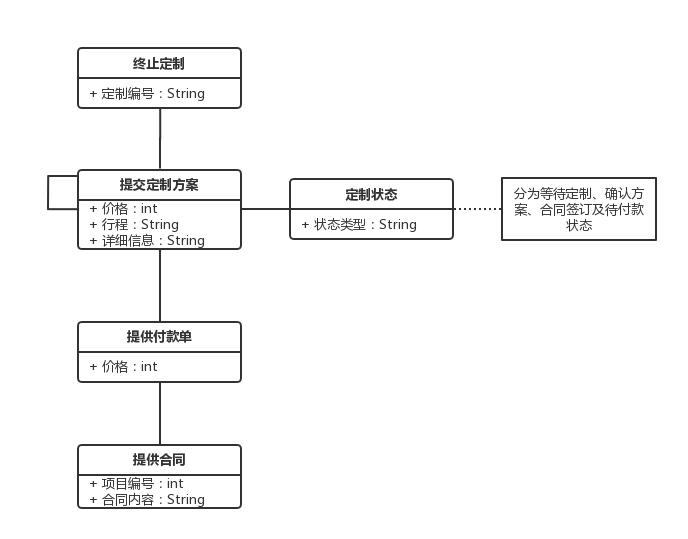 终止定制
+ 定制编号：String
提交定制方案
+ 价格：int
+ 行程：String
+ 详细信息：String
定制状态
+ 状态类型：String
分为等待定制、确认方
案、合同签订及待付款
状态
提供付款单
+ 价格：int
提供合同
+ 项目编号：int
+ 合同内容：String